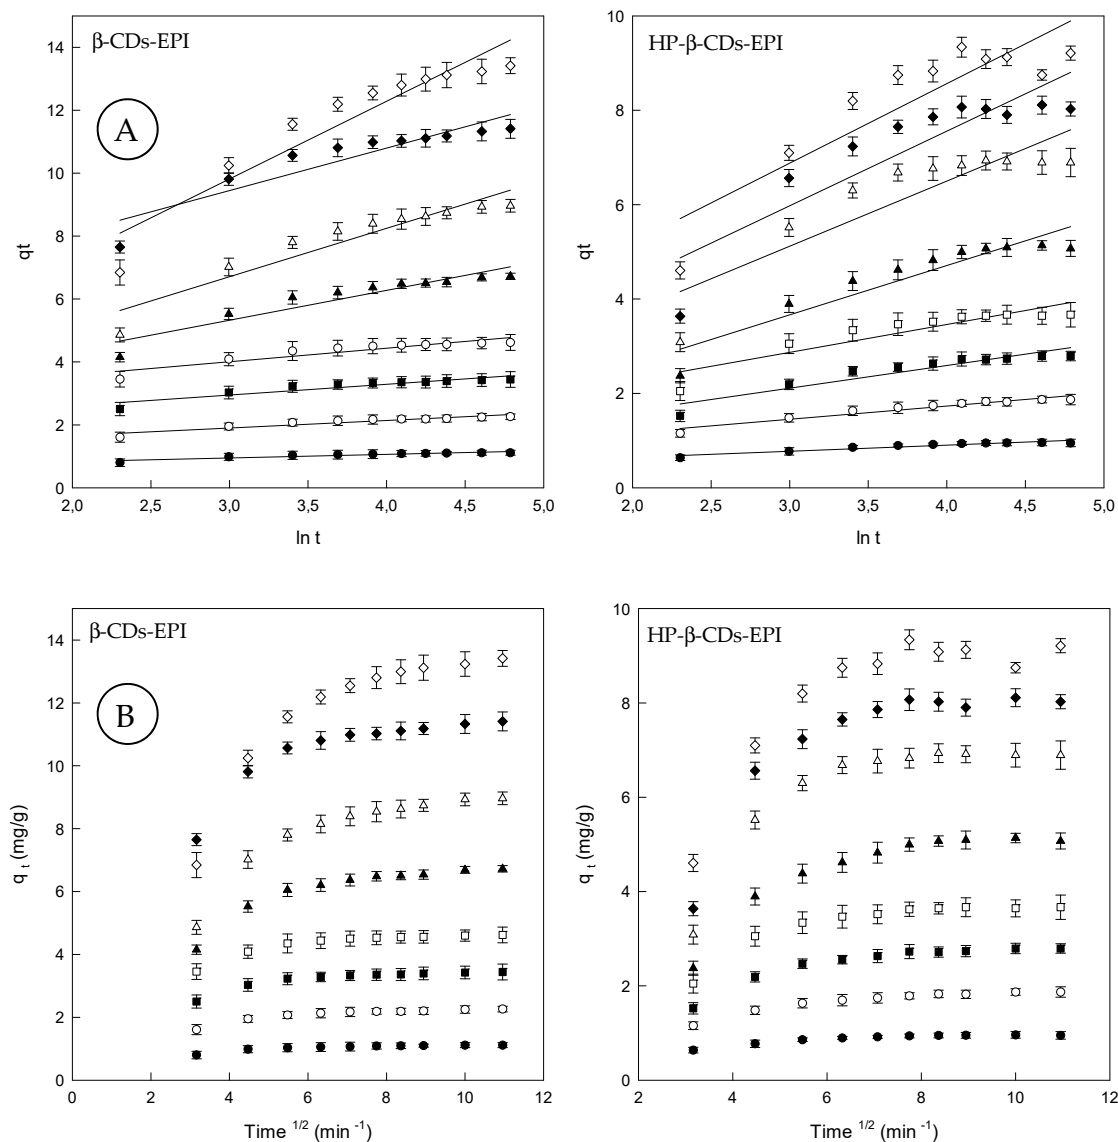 β-CDs-EPI
HP-β-CDs-EPI
A
qt
14
12
10
8
6
4
2
0
2,0 2,5 3,0 3,5 4,0 4,5 5,0
ln t
qt
10
8
6
4
2
0
2,0 2,5 3,0 3,5 4,0 4,5 5,0
ln t
β-CDs-EPI
HP-β-CDs-EPI
B
q t (mg/g)
14
12
10
8
6
4
2
0
0 2 4 6 8 10 12
Time 1/2 (min -1)
q t (mg/g)
10
8
6
4
2
0
2 4 6 8 10 12
Time 1/2 (min -1)